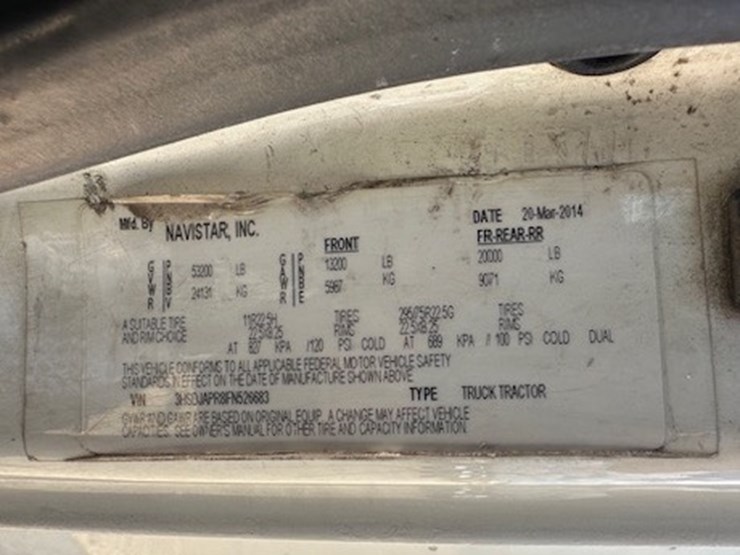 Mfd. By NAVISTAR, INC. DATE 20-Mar-2014
FRONT FR-REAR-RR
GVWR PNBV 53200 LB GAWR PNBE 13200 LB 20000 LB
24131 KG 5987 KG 9071 KG
A SUITABLE TIRE 11R22.5H TIRES 295/75R22.5G TIRES
AND RIM CHOICE 22.5X8.25 RIMS 22.5X8.25 RIMS
AT 827 KPA /120 PSI COLD AT 689 KPA / 100 PSI COLD DUAL
THIS VEHICLE CONFORMS TO ALL APPLICABLE FEDERAL MOTOR VEHICLE SAFETY
STANDARDS IN EFFECT ON THE DATE OF MANUFACTURE SHOWN ABOVE
VIN 3HSDJAPR8FN526683 TYPE TRUCK TRACTOR
GVWR AND GAWR ARE BASED ON ORIGINAL EQUIP. A CHANGE MAY AFFECT VEHICLE
CAPACITIES. SEE OWNER'S MANUAL FOR OTHER TIRE AND CAPACITY INFORMATION.